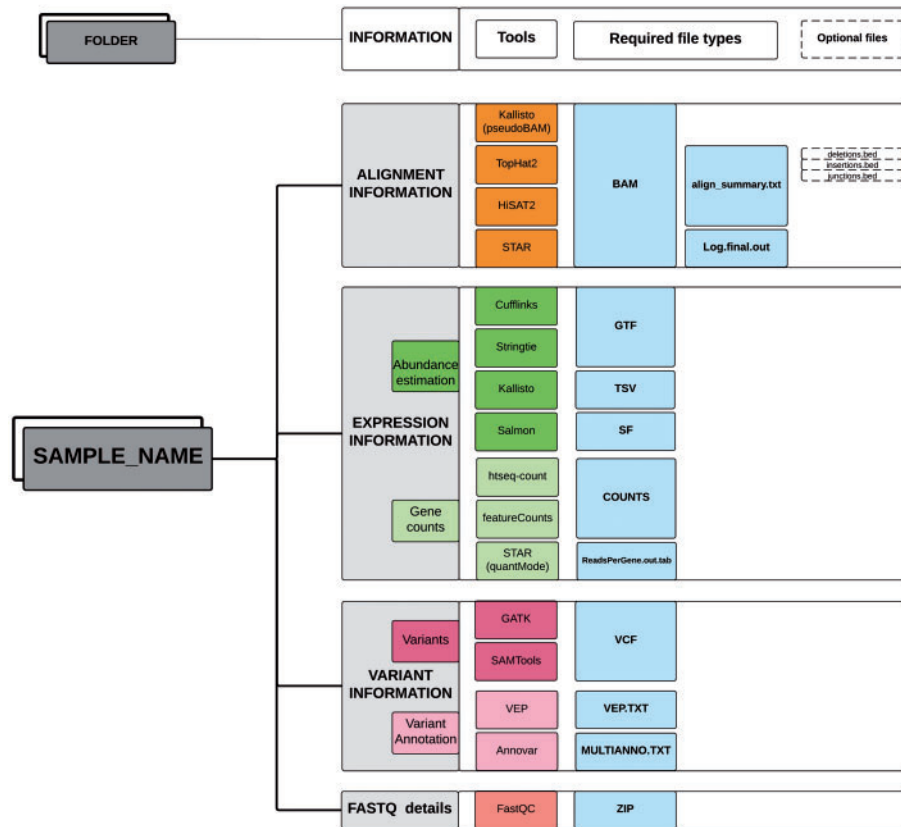 FOLDER
INFORMATION
Tools
Required file types
Optional files
ALIGNMENT
INFORMATION
Kallisto
(pseudoBAM)
TopHat2
HiSAT2
STAR
BAM
align_summary.txt
Log.final.out
deletions.bed
insertions.bed
junctions.bed
SAMPLE_NAME
EXPRESSION
INFORMATION
Abundance
estimation
Cufflinks
Stringtie
Kallisto
Salmon
GTF
TSV
SF
Gene
counts
htseq-count
featureCounts
STAR
(quantMode)
COUNTS
ReadsPerGene.out.tab
VARIANT
INFORMATION
Variants
GATK
SAMTools
VCF
Variant
Annotation
VEP
Annovar
VEP.TXT
MULTIANNO.TXT
FASTQ details
FastQC
ZIP